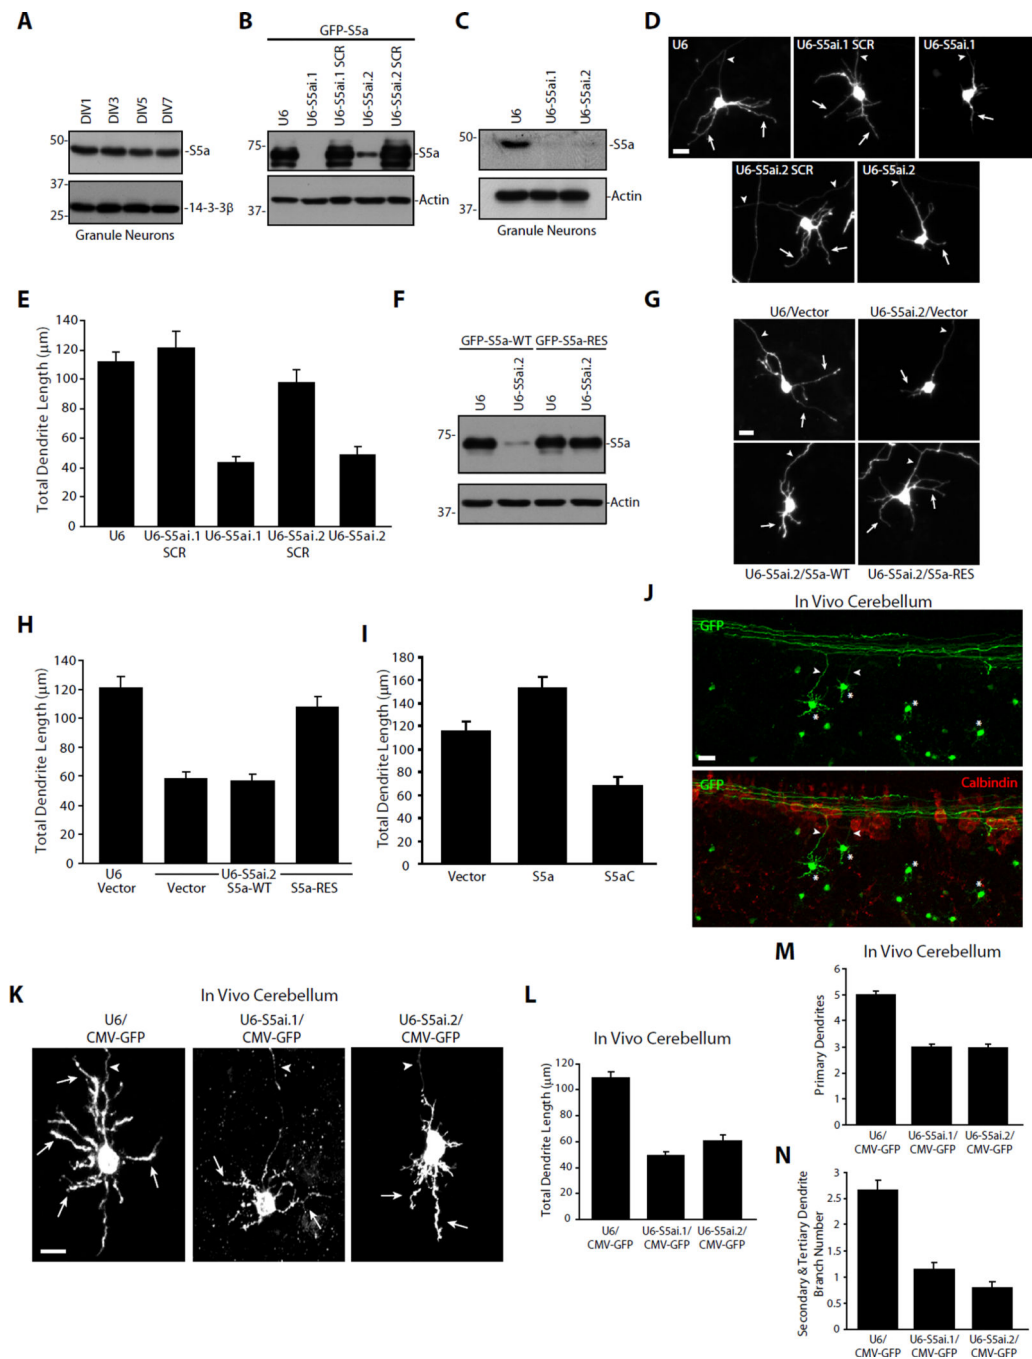 A
DIV1
DIV3
DIV5
DIV7
50-
-S5a
37-
25-
-14-3-3β
Granule Neurons
B
GFP-S5a
U6
U6-S5ai.1
U6-S5ai.1 SCR
U6-S5ai.2
U6-S5ai.2 SCR
75-
-S5a
-Actin
37-
C
U6
U6-S5ai.1
U6-S5ai.2
50-
-S5a
-Actin
37-
Granule Neurons
D
U6
U6-S5ai.1 SCR
U6-S5ai.1
U6-S5ai.2 SCR
U6-S5ai.2
E
Total Dendrite Length (μm)
140
120
100
80
60
40
20
0
U6
U6-S5ai.1 SCR
U6-S5ai.1
U6-S5ai.2 SCR
U6-S5ai.2
F
GFP-S5a-WT
GFP-S5a-RES
U6
U6-S5ai.2
U6
U6-S5ai.2
75-
-S5a
Actin
37-
G
U6/Vector
U6-S5ai.2/Vector
U6-S5ai.2/S5a-WT
U6-S5ai.2/S5a-RES
H
Total Dendrite Length (μm)
140
120
100
80
60
40
20
0
U6
Vector
U6-S5ai.2
Vector
S5a-WT
S5a-RES
I
Total Dendrite Length (μm)
180
160
140
120
100
80
60
40
20
0
Vector
S5a
S5aC
J
In Vivo Cerebellum
GFP
GFP
Calbindin
K
In Vivo Cerebellum
U6/
CMV-GFP
U6-S5ai.1/
CMV-GFP
U6-S5ai.2/
CMV-GFP
L
In Vivo Cerebellum
Total Dendrite Length (μm)
120
100
80
60
40
20
0
U6/
CMV-GFP
U6-S5ai.1/
CMV-GFP
U6-S5ai.2/
CMV-GFP
M
In Vivo Cerebellum
Primary Dendrites
6
5
4
3
2
1
0
U6/
CMV-GFP
U6-S5ai.1/
CMV-GFP
U6-S5ai.2/
CMV-GFP
N
Secondary & Tertiary Dendrite
Branch Number
2.5
2
1.5
1
0.5
0
U6/
CMV-GFP
U6-S5ai.1/
CMV-GFP
U6-S5ai.2/
CMV-GFP